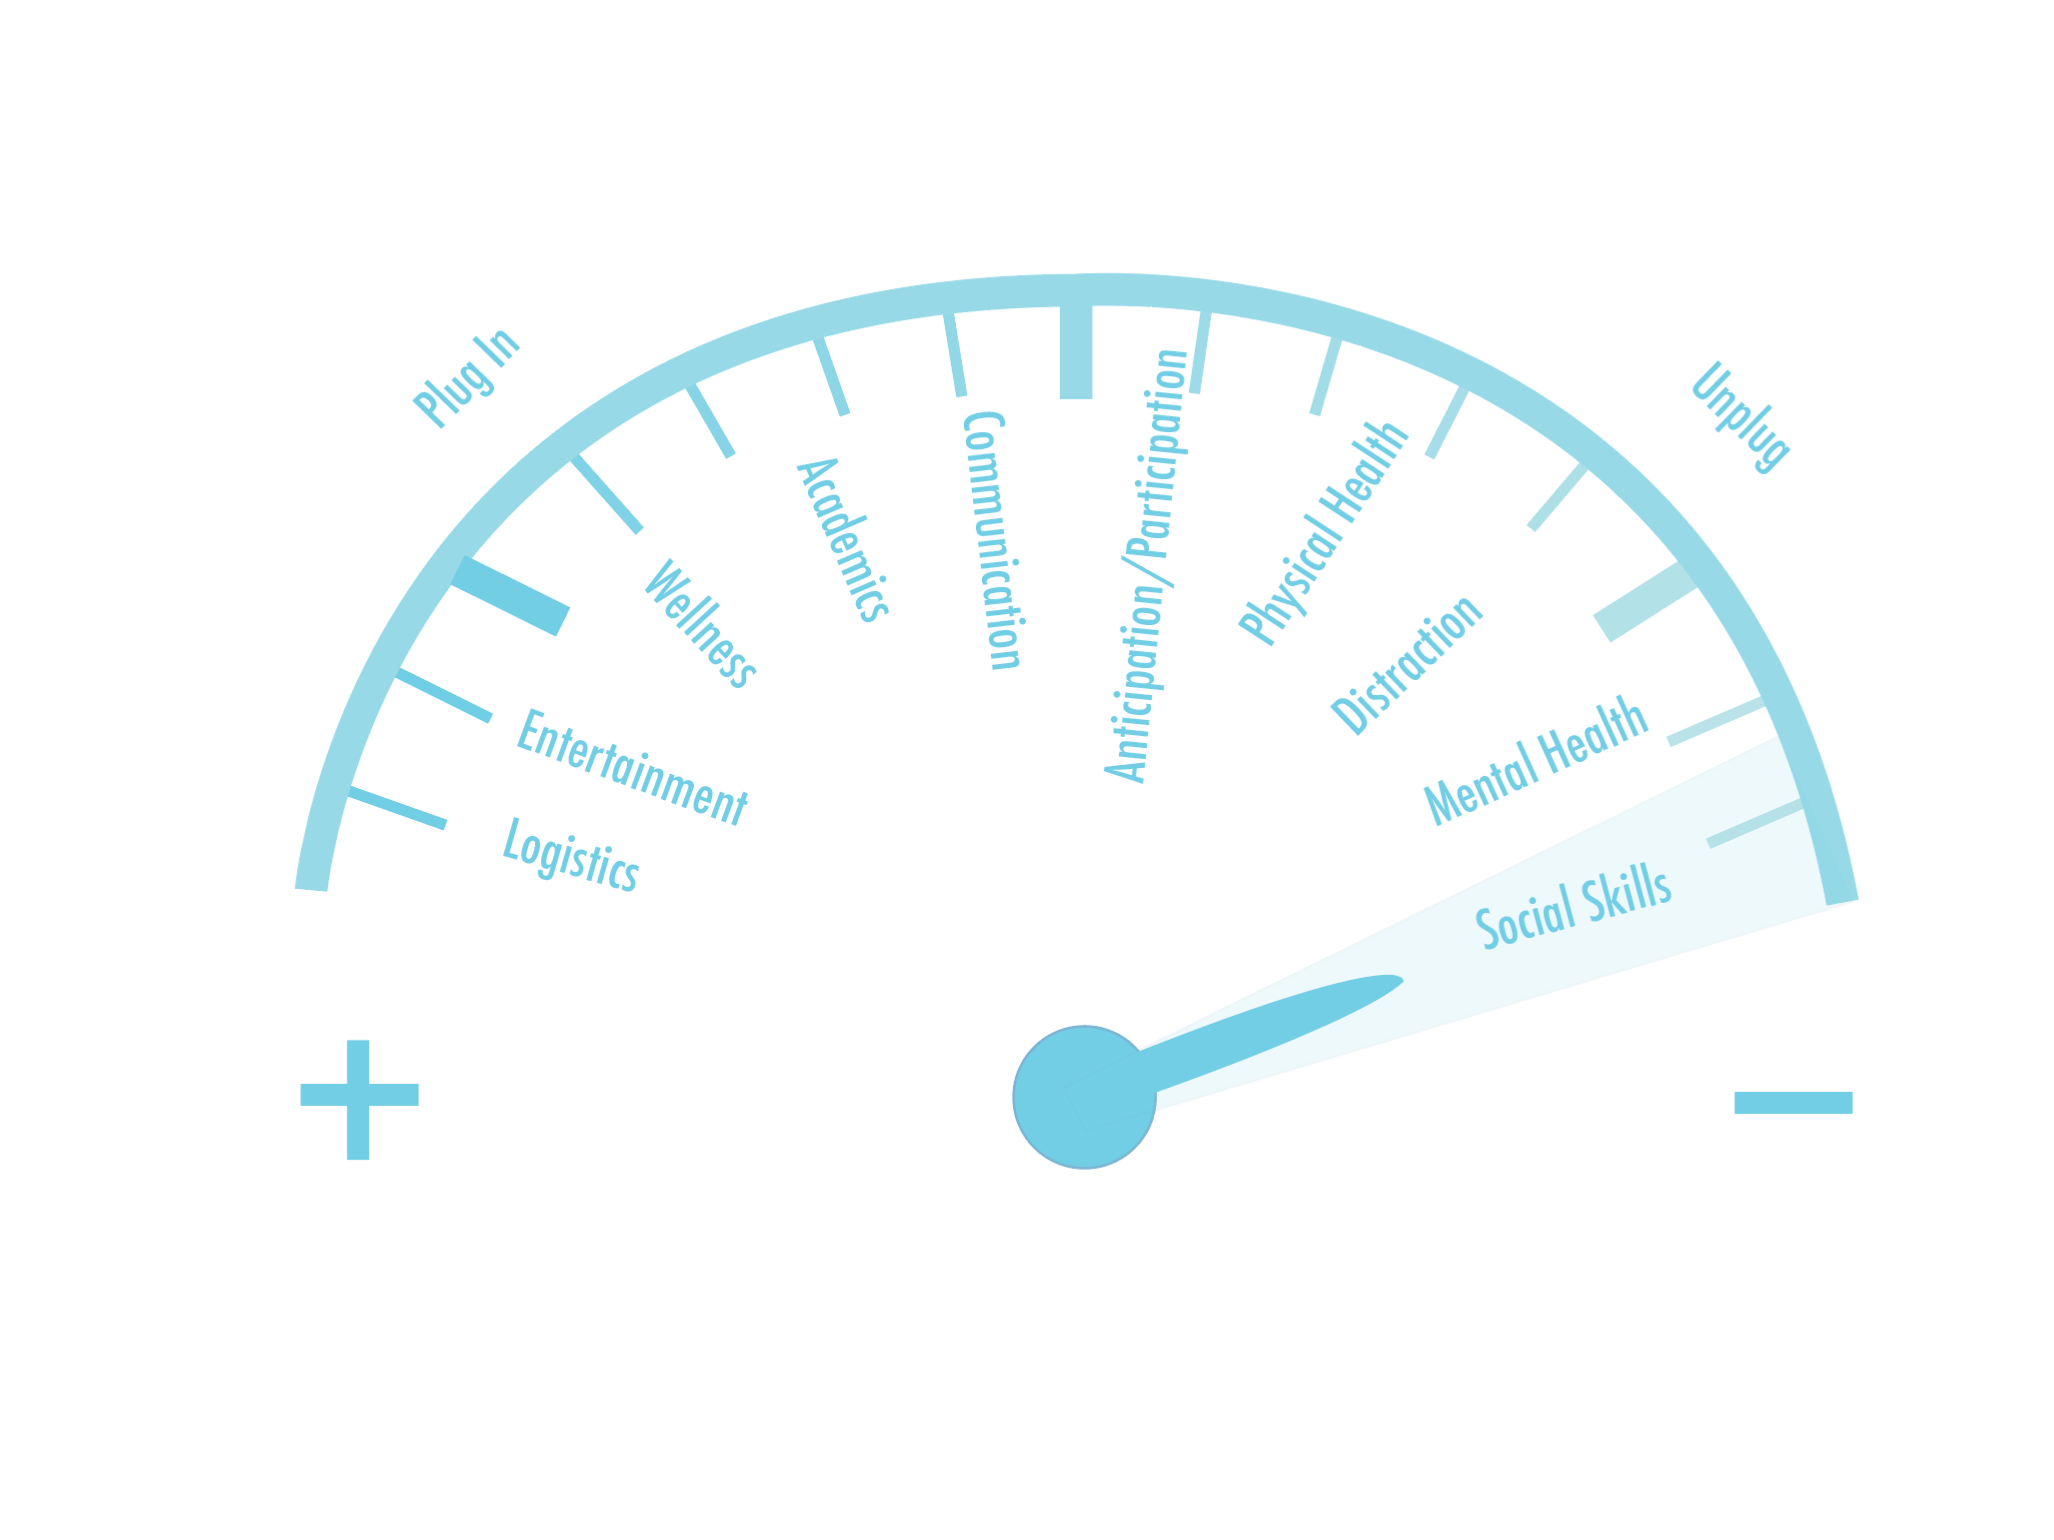 Plug In
Unplug
Logistics
Entertainment
Wellness
Academics
Communication
Anticipation/Participation
Physical Health
Distraction
Mental Health
Social Skills
+
-